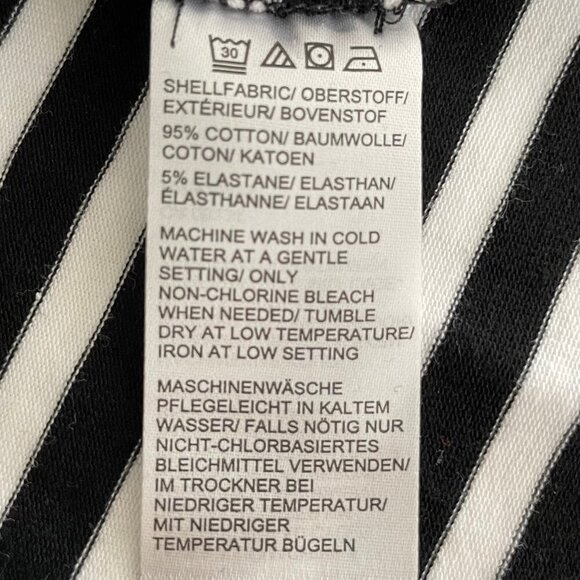 30
SHELLFABRIC/ OBERSTOFF/
EXTÉRIEUR/ BOVENSTOF
95% COTTON/ BAUMWOLLE/
COTON/ KATOEN
5% ELASTANE/ ELASTHAN/
ÉLASTHANNE/ ELASTAAN
MACHINE WASH IN COLD
WATER AT A GENTLE
SETTING/ ONLY
NON-CHLORINE BLEACH
WHEN NEEDED/ TUMBLE
DRY AT LOW TEMPERATURE/
IRON AT LOW SETTING
MASCHINENWÄSCHE
PFLEGELEICHT IN KALTEM
WASSER/ FALLS NÖTIG NUR
NICHT-CHLORBASIERTES
BLEICHMITTEL VERWENDEN/
IM TROCKNER BEI
NIEDRIGER TEMPERATUR/
MIT NIEDRIGER
TEMPERATUR BÜGELN